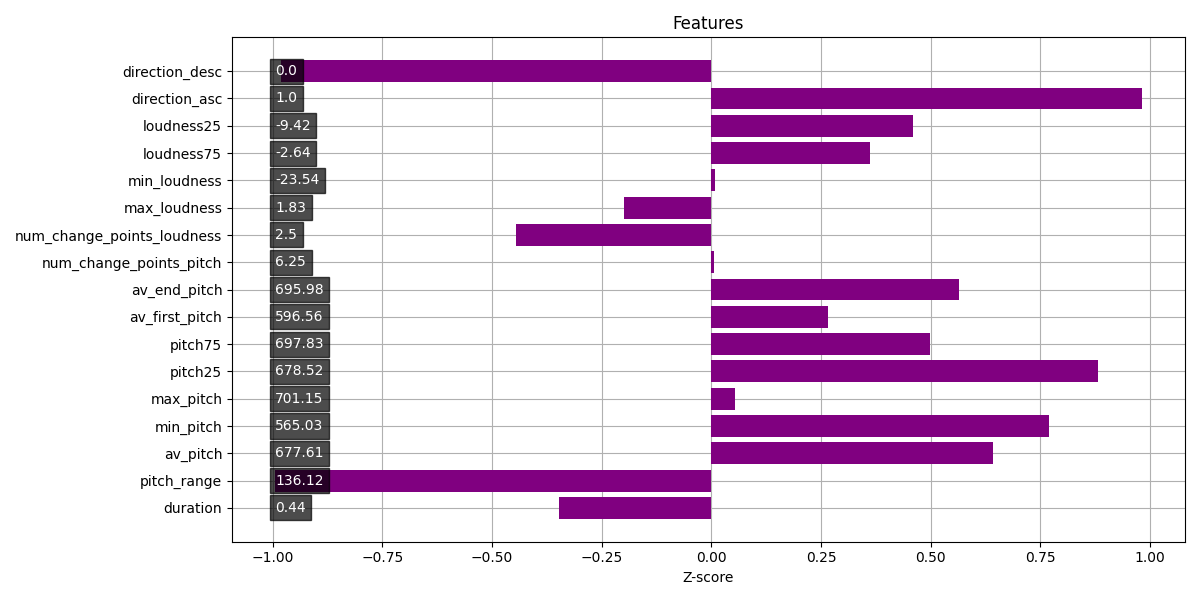 Features
direction_desc 0.0
direction_asc 1.0
loudness25 -9.42
loudness75 -2.64
min_loudness -23.54
max_loudness 1.83
num_change_points_loudness 2.5
num_change_points_pitch 6.25
av_end_pitch 695.98
av_first_pitch 596.56
pitch75 697.83
pitch25 678.52
max_pitch 701.15
min_pitch 565.03
av_pitch 677.61
pitch_range 136.12
duration 0.44
−1.00 −0.75 −0.50 −0.25 0.00 0.25 0.50 0.75 1.00
Z-score